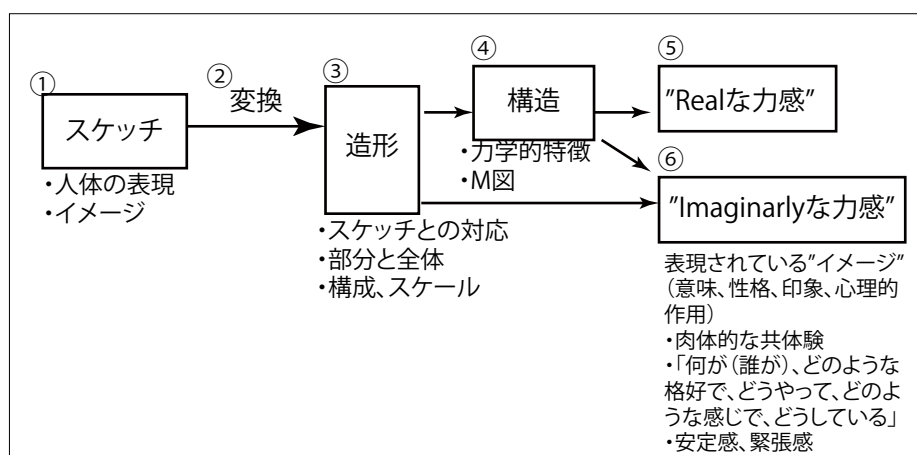 ①
スケッチ
・人体の表現
・イメージ
②
変換
③
造形
・スケッチとの対応
・部分と全体
・構成、スケール
④
構造
・力学的特徴
・M図
⑤
”Realな力感”
⑥
”Imaginarlyな力感”
表現されている”イメージ”
（意味、性格、印象、心理的
作用）
・肉体的な共体験
・「何が（誰が）、どのような
格好で、どうやって、どのよ
うな感じで、どうしている」
・安定感、緊張感